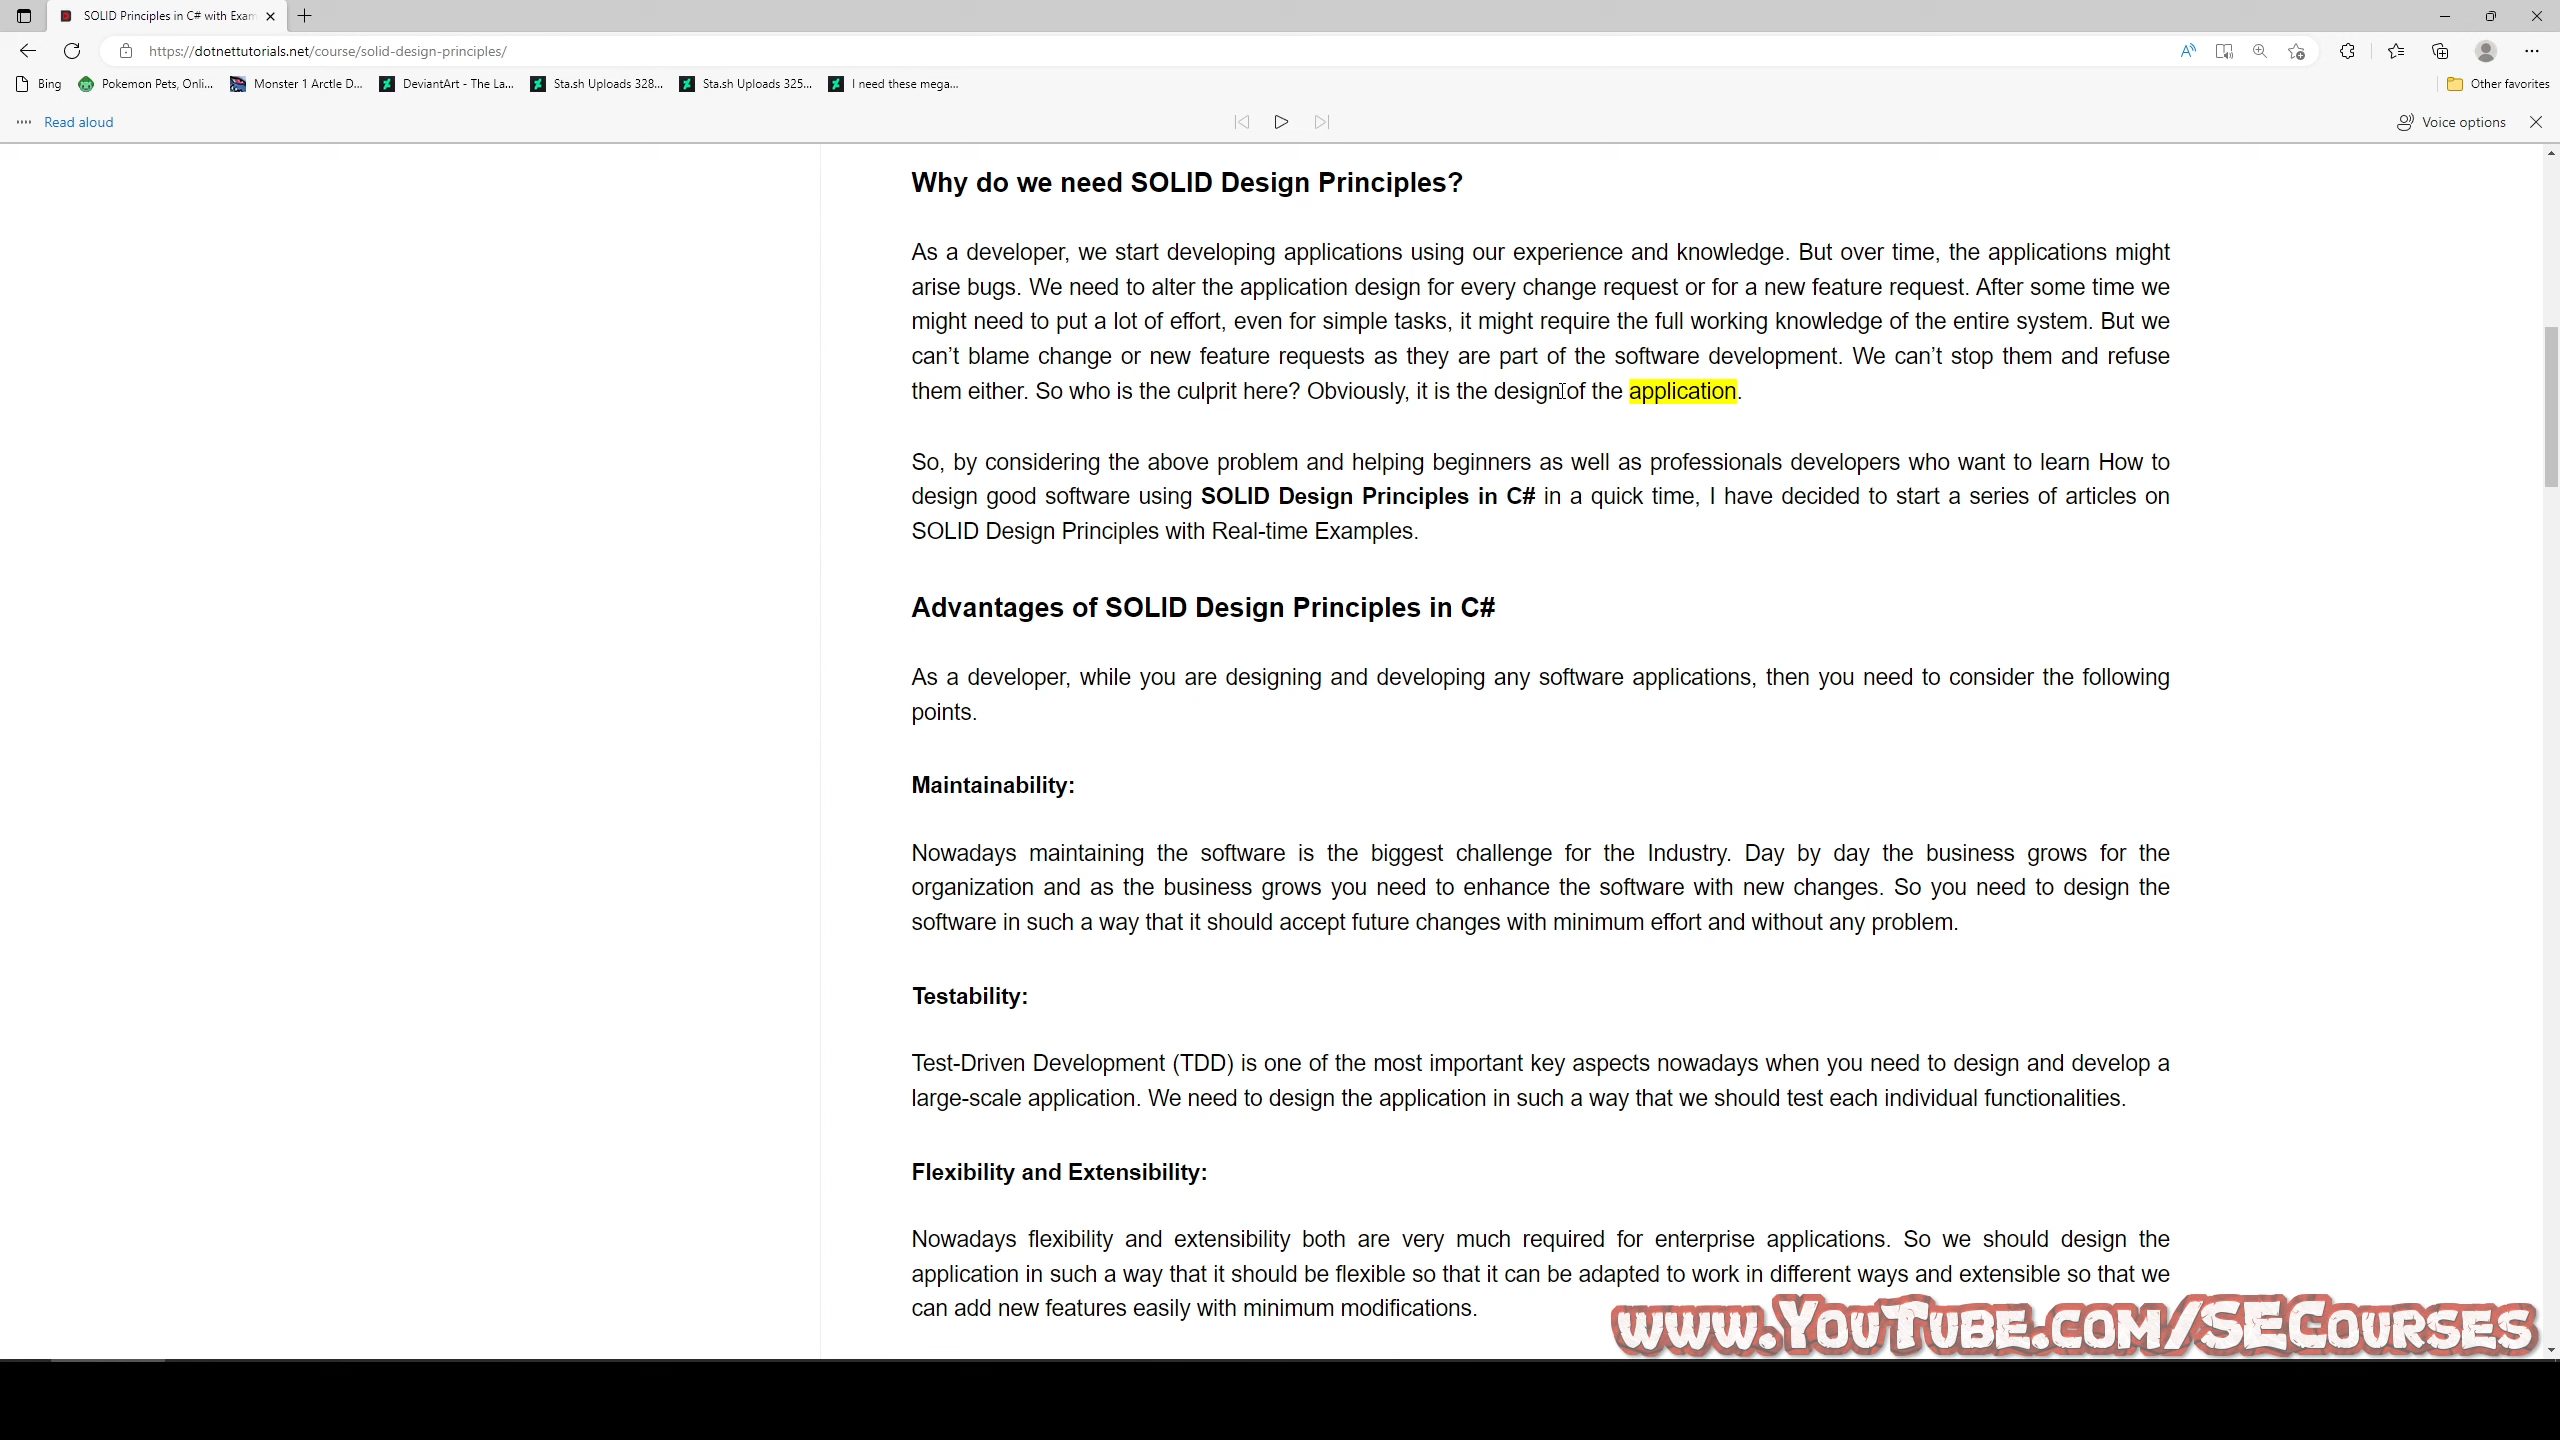 SOLID Principles in C# with Exam
https://dotnettutorials.net/course/solid-design-principles/
Bing
Pokemon Pets, Onli...
Monster 1 Arctle D...
DeviantArt - The La...
Sta.sh Uploads 328...
Sta.sh Uploads 325...
I need these mega...
Other favorites
Read aloud
Voice options
Why do we need SOLID Design Principles?
As a developer, we start developing applications using our experience and knowledge. But over time, the applications might
arise bugs. We need to alter the application design for every change request or for a new feature request. After some time we
might need to put a lot of effort, even for simple tasks, it might require the full working knowledge of the entire system. But we
can’t blame change or new feature requests as they are part of the software development. We can’t stop them and refuse
them either. So who is the culprit here? Obviously, it is the design of the application.
So, by considering the above problem and helping beginners as well as professionals developers who want to learn How to
design good software using SOLID Design Principles in C# in a quick time, I have decided to start a series of articles on
SOLID Design Principles with Real-time Examples.
Advantages of SOLID Design Principles in C#
As a developer, while you are designing and developing any software applications, then you need to consider the following
points.
Maintainability:
Nowadays maintaining the software is the biggest challenge for the Industry. Day by day the business grows for the
organization and as the business grows you need to enhance the software with new changes. So you need to design the
software in such a way that it should accept future changes with minimum effort and without any problem.
Testability:
Test-Driven Development (TDD) is one of the most important key aspects nowadays when you need to design and develop a
large-scale application. We need to design the application in such a way that we should test each individual functionalities.
Flexibility and Extensibility:
Nowadays flexibility and extensibility both are very much required for enterprise applications. So we should design the
application in such a way that it should be flexible so that it can be adapted to work in different ways and extensible so that we
can add new features easily with minimum modifications.
www.YouTube.com/SECourses